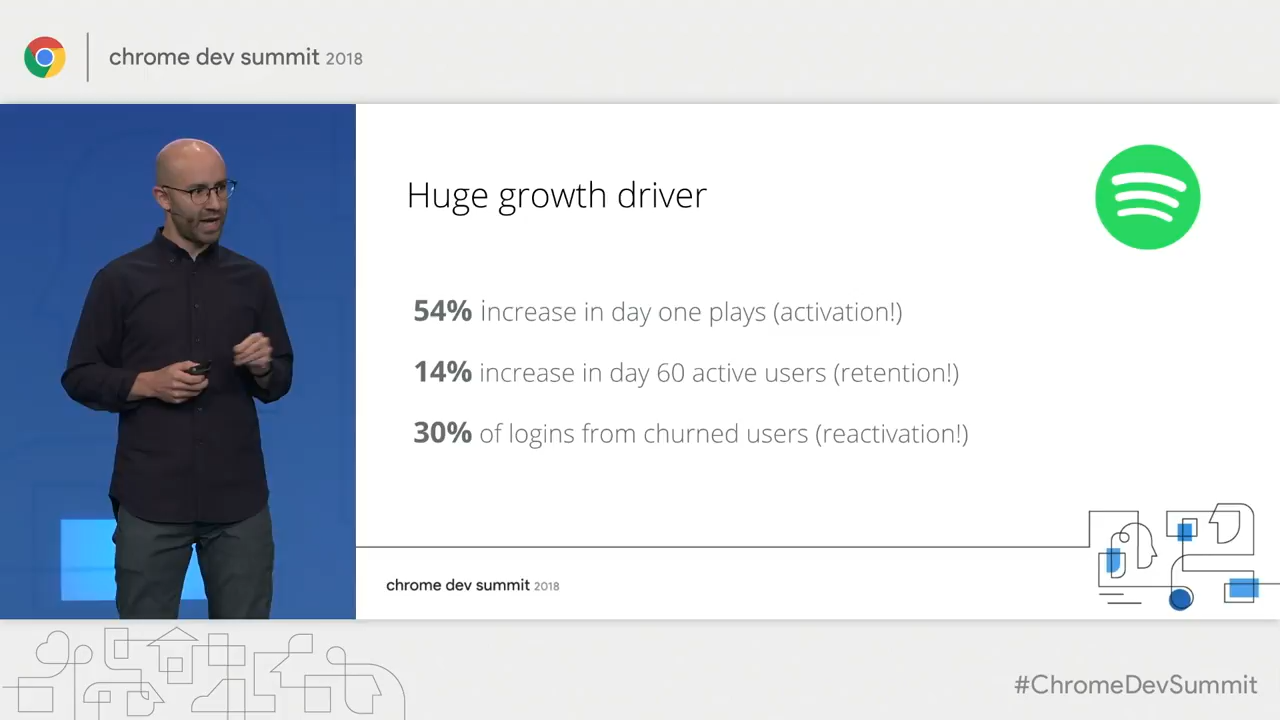 chrome dev summit 2018
Huge growth driver
54% increase in day one plays (activation!)
14% increase in day 60 active users (retention!)
30% of logins from churned users (reactivation!)
chrome dev summit 2018
#ChromeDevSummit